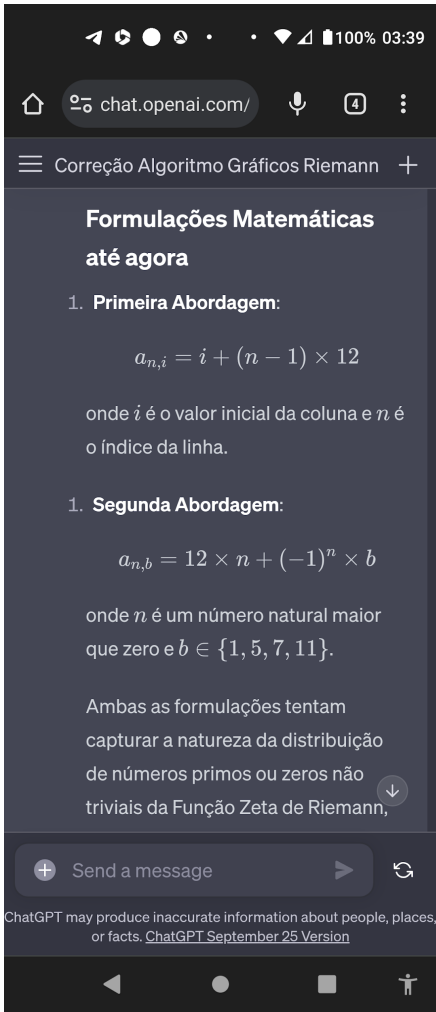 100% 03:39
chat.openai.com/
4
Correção Algoritmo Gráficos Riemann
Formulações Matemáticas
até agora
1. Primeira Abordagem:
a_{n,i} = i + (n − 1) × 12
onde i é o valor inicial da coluna e n é
o índice da linha.
1. Segunda Abordagem:
a_{n,b} = 12 × n + (−1)^n × b
onde n é um número natural maior
que zero e b ∈ {1, 5, 7, 11}.
Ambas as formulações tentam
capturar a natureza da distribuição
de números primos ou zeros não
triviais da Função Zeta de Riemann,
Send a message
ChatGPT may produce inaccurate information about people, places,
or facts. ChatGPT September 25 Version